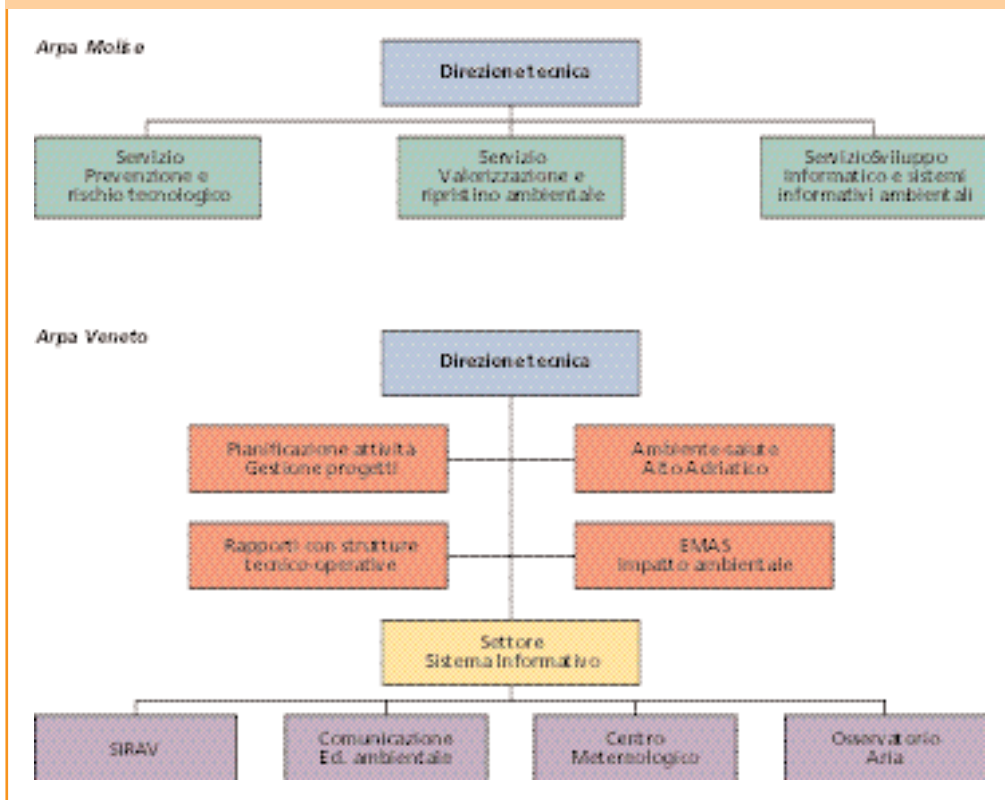 Arpa Molise
Direzione tecnica
Servizio
Prevenzione e
rischio tecnologico
Servizio
Valorizzazione e
ripristino ambientale
Servizio Sviluppo
Informatico e sistemi
informativi ambientali
Arpa Veneto
Direzione tecnica
Pianificazione attività
Gestione progetti
Ambiente-salute
Alto Adriatico
Rapporti con strutture
tecnico-operative
EMAS
impatto ambientale
Settore
Sistema Informativo
SIRAV
Comunicazione
Ed. ambientale
Centro
Metereologico
Osservatorio
Aria